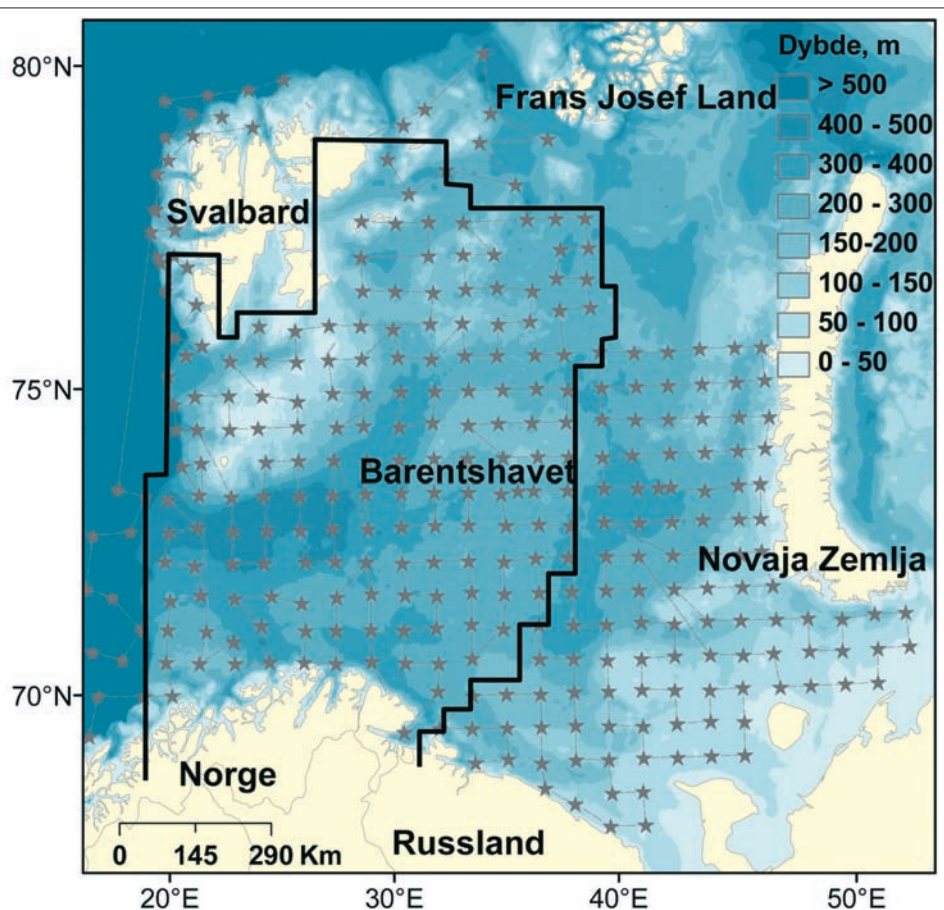 80°N
Frans Josef Land
Dybde, m
> 500
400 - 500
300 - 400
200 - 300
150-200
100 - 150
50 - 100
0 - 50
Svalbard
75°N
Barentshavet
Novaja Zemlja
70°N
Norge
Russland
0 145 290 Km
20°E 30°E 40°E 50°E